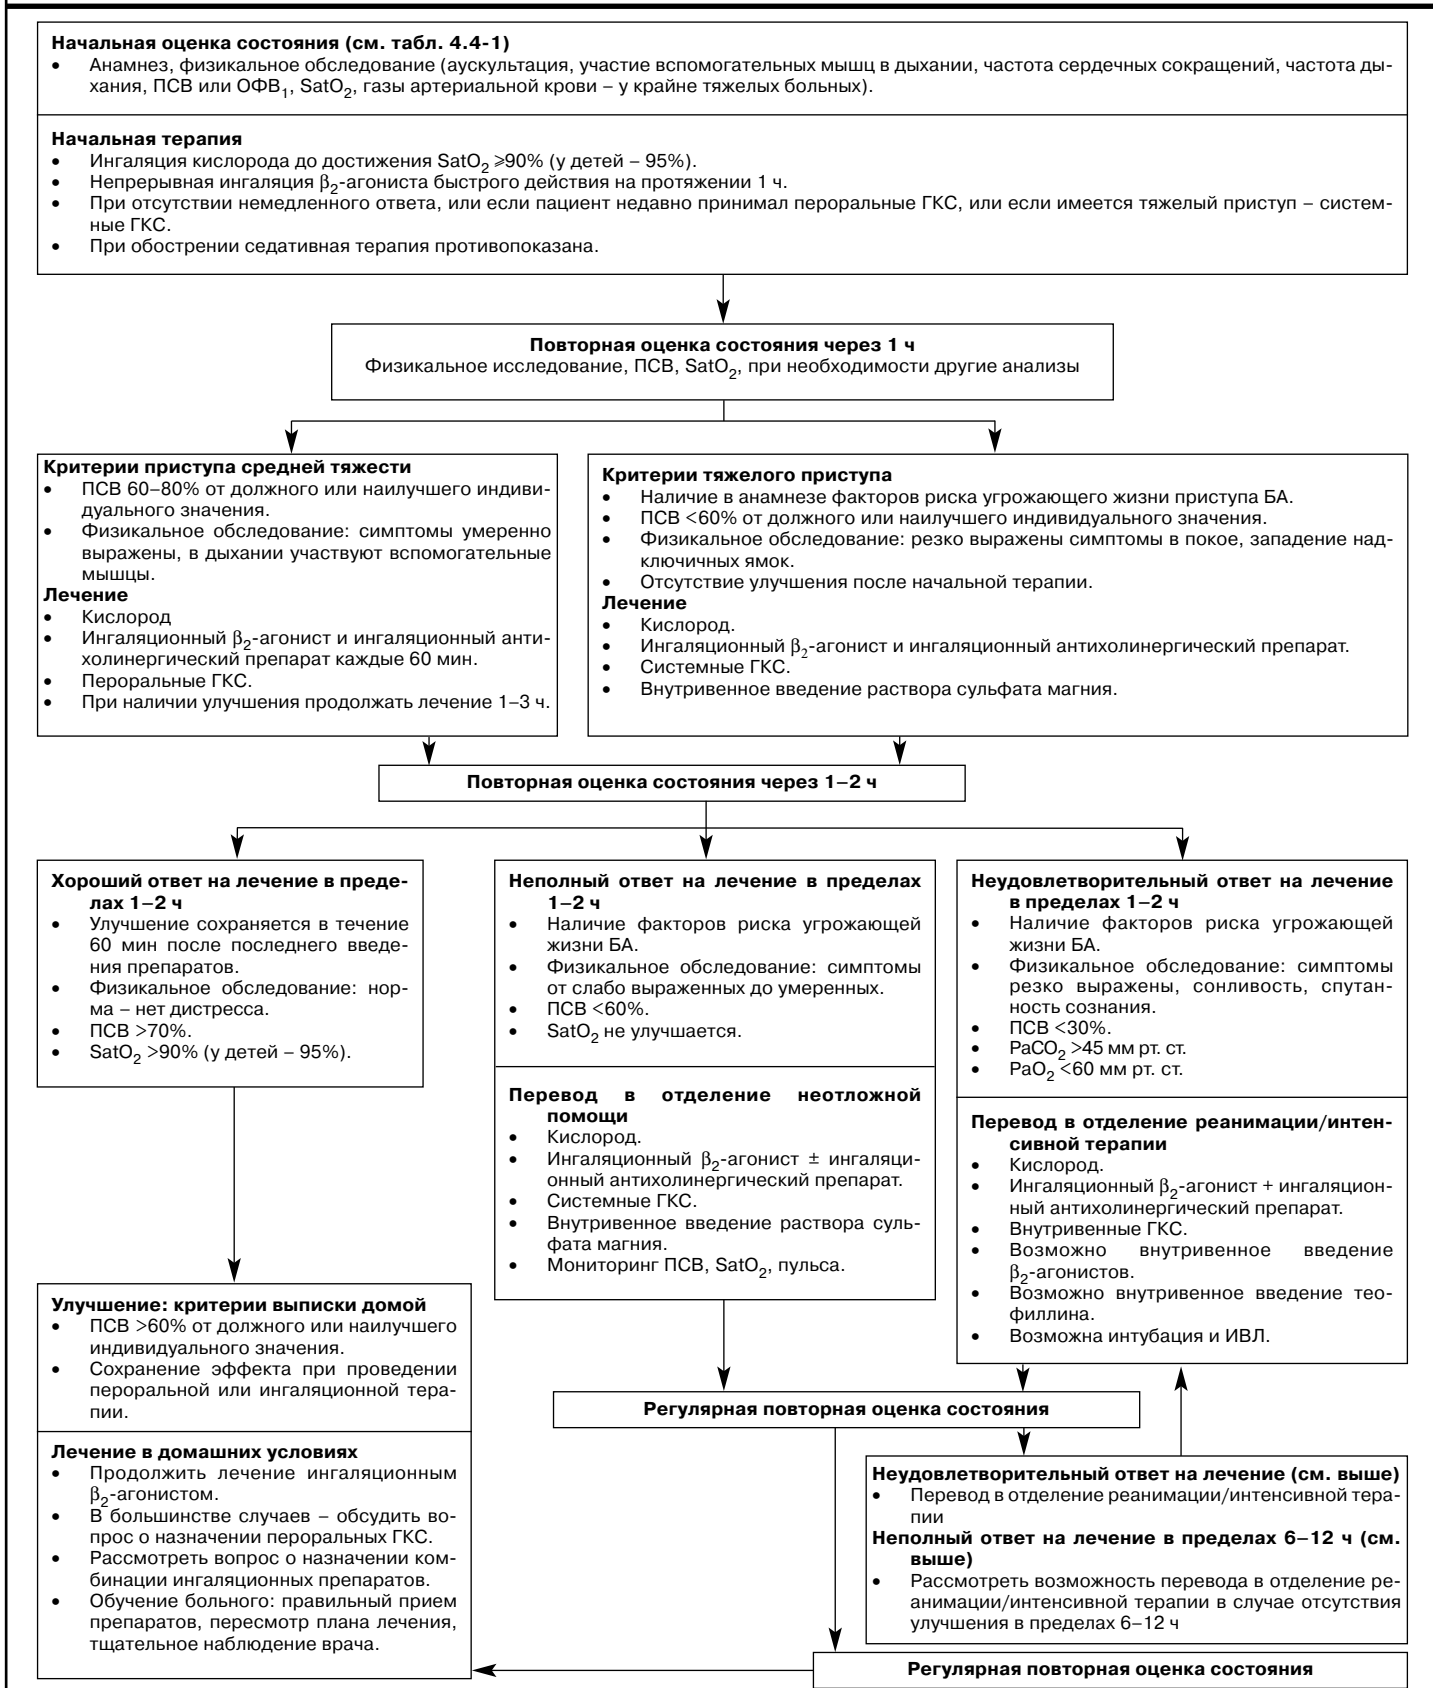 Начальная оценка состояния (см. табл. 4.4-1)
• Анамнез, физикальное обследование (аускультация, участие вспомогательных мышц в дыхании, частота сердечных сокращений, частота ды-
хания, ПСВ или ОФВ₁, SatO₂, газы артериальной крови – у крайне тяжелых больных).
Начальная терапия
• Ингаляция кислорода до достижения SatO₂ ⩾90% (у детей – 95%).
• Непрерывная ингаляция β₂-агониста быстрого действия на протяжении 1 ч.
• При отсутствии немедленного ответа, или если пациент недавно принимал пероральные ГКС, или если имеется тяжелый приступ – систем-
ные ГКС.
• При обострении седативная терапия противопоказана.
Повторная оценка состояния через 1 ч
Физикальное исследование, ПСВ, SatO₂, при необходимости другие анализы
Критерии приступа средней тяжести
• ПСВ 60–80% от должного или наилучшего индиви-
дуального значения.
• Физикальное обследование: симптомы умеренно
выражены, в дыхании участвуют вспомогательные
мышцы.
Лечение
• Кислород
• Ингаляционный β₂-агонист и ингаляционный анти-
холинергический препарат каждые 60 мин.
• Пероральные ГКС.
• При наличии улучшения продолжать лечение 1–3 ч.
Критерии тяжелого приступа
• Наличие в анамнезе факторов риска угрожающего жизни приступа БА.
• ПСВ <60% от должного или наилучшего индивидуального значения.
• Физикальное обследование: резко выражены симптомы в покое, западение над-
ключичных ямок.
• Отсутствие улучшения после начальной терапии.
Лечение
• Кислород.
• Ингаляционный β₂-агонист и ингаляционный антихолинергический препарат.
• Системные ГКС.
• Внутривенное введение раствора сульфата магния.
Повторная оценка состояния через 1–2 ч
Хороший ответ на лечение в преде-
лах 1–2 ч
• Улучшение сохраняется в течение
60 мин после последнего введе-
ния препаратов.
• Физикальное обследование: нор-
ма – нет дистресса.
• ПСВ >70%.
• SatO₂ >90% (у детей – 95%).
Неполный ответ на лечение в пределах
1–2 ч
• Наличие факторов риска угрожающей
жизни БА.
• Физикальное обследование: симптомы
от слабо выраженных до умеренных.
• ПСВ <60%.
• SatO₂ не улучшается.
Перевод в отделение неотложной
помощи
• Кислород.
• Ингаляционный β₂-агонист ± ингаляци-
онный антихолинергический препарат.
• Системные ГКС.
• Внутривенное введение раствора суль-
фата магния.
• Мониторинг ПСВ, SatO₂, пульса.
Неудовлетворительный ответ на лечение
в пределах 1–2 ч
• Наличие факторов риска угрожающей
жизни БА.
• Физикальное обследование: симптомы
резко выражены, сонливость, спутан-
ность сознания.
• ПСВ <30%.
• PaCO₂ >45 мм рт. ст.
• PaO₂ <60 мм рт. ст.
Перевод в отделение реанимации/интен-
сивной терапии
• Кислород.
• Ингаляционный β₂-агонист + ингаляцион-
ный антихолинергический препарат.
• Внутривенные ГКС.
• Возможно внутривенное введение
β₂-агонистов.
• Возможно внутривенное введение тео-
филлина.
• Возможна интубация и ИВЛ.
Улучшение: критерии выписки домой
• ПСВ >60% от должного или наилучшего
индивидуального значения.
• Сохранение эффекта при проведении
пероральной или ингаляционной тера-
пии.
Лечение в домашних условиях
• Продолжить лечение ингаляционным
β₂-агонистом.
• В большинстве случаев – обсудить во-
прос о назначении пероральных ГКС.
• Рассмотреть вопрос о назначении ком-
бинации ингаляционных препаратов.
• Обучение больного: правильный прием
препаратов, пересмотр плана лечения,
тщательное наблюдение врача.
Регулярная повторная оценка состояния
Неудовлетворительный ответ на лечение (см. выше)
• Перевод в отделение реанимации/интенсивной тера-
пии
Неполный ответ на лечение в пределах 6–12 ч (см.
выше)
• Рассмотреть возможность перевода в отделение ре-
анимации/интенсивной терапии в случае отсутствия
улучшения в пределах 6–12 ч
Регулярная повторная оценка состояния